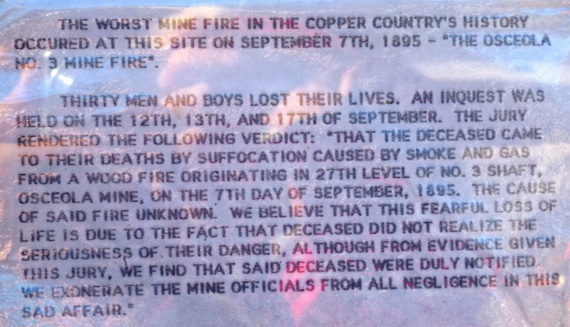 THE WORST MINE FIRE IN THE COPPER COUNTRY'S HISTORY
OCCURED AT THIS SITE ON SEPTEMBER 7TH, 1895 – "THE OSCEOLA
NO. 3 MINE FIRE".
THIRTY MEN AND BOYS LOST THEIR LIVES. AN INQUEST WAS
HELD ON THE 12TH, 13TH, AND 17TH OF SEPTEMBER. THE JURY
RENDERED THE FOLLOWING VERDICT: "THAT THE DECEASED CAME
TO THEIR DEATHS BY SUFFOCATION CAUSED BY SMOKE AND GAS
FROM A WOOD FIRE ORIGINATING IN 27TH LEVEL OF NO. 3 SHAFT,
OSCEOLA MINE, ON THE 7TH DAY OF SEPTEMBER, 1895. THE CAUSE
OF SAID FIRE UNKNOWN. WE BELIEVE THAT THIS FEARFUL LOSS OF
LIFE IS DUE TO THE FACT THAT DECEASED DID NOT REALIZE THE
SERIOUSNESS OF THEIR DANGER, ALTHOUGH FROM EVIDENCE GIVEN
THIS JURY, WE FIND THAT SAID DECEASED WERE DULY NOTIFIED.
WE EXONERATE THE MINE OFFICIALS FROM ALL NEGLIGENCE IN THIS
SAD AFFAIR."